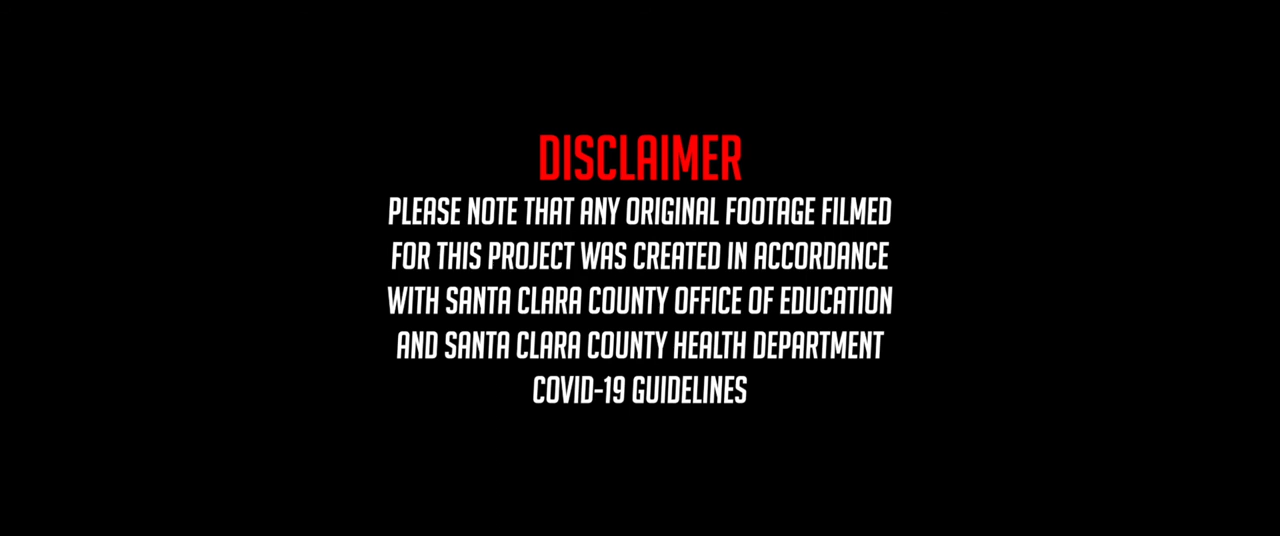 DISCLAIMER
PLEASE NOTE THAT ANY ORIGINAL FOOTAGE FILMED
FOR THIS PROJECT WAS CREATED IN ACCORDANCE
WITH SANTA CLARA COUNTY OFFICE OF EDUCATION
AND SANTA CLARA COUNTY HEALTH DEPARTMENT
COVID-19 GUIDELINES